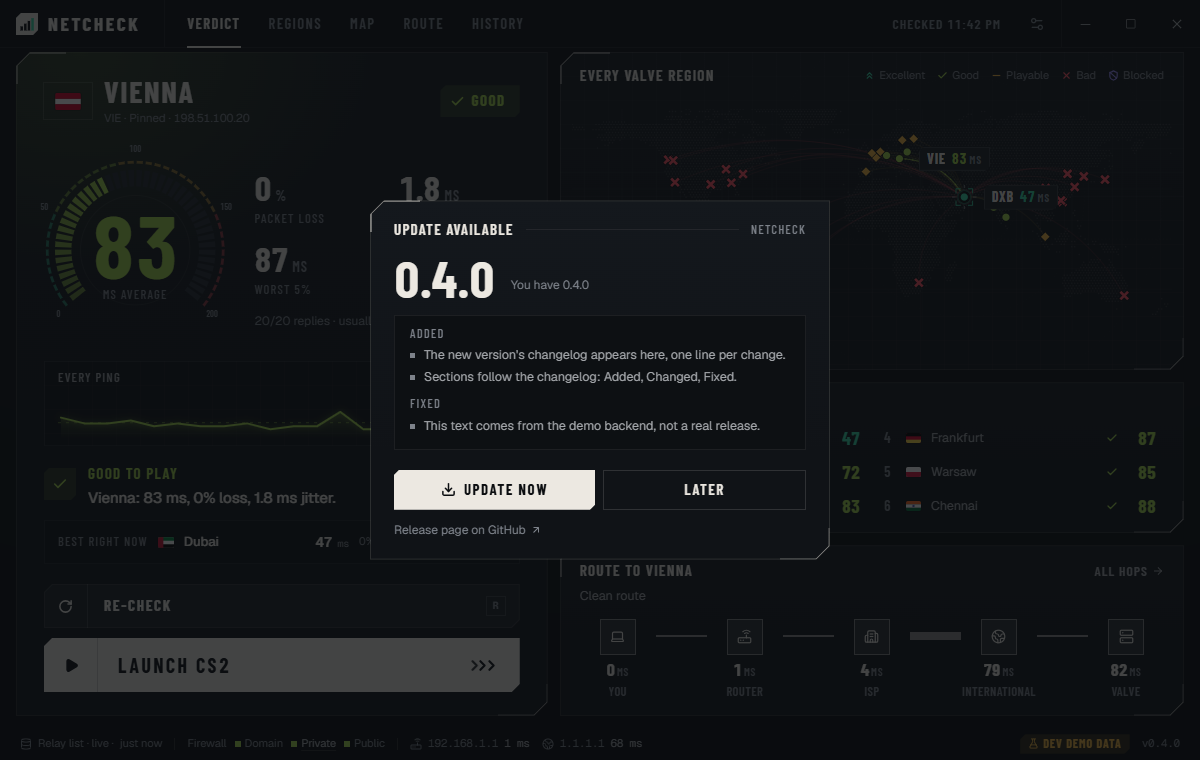 NETCHECK
VERDICT REGIONS MAP ROUTE HISTORY
CHECKED 11:42 PM
VIENNA
VIE · Pinned · 198.51.100.20
GOOD
100
50
150
0
200
83
MS AVERAGE
0 %
PACKET LOSS
1.8 MS
87 MS
WORST 5%
20/20 replies · usuall
EVERY PING
GOOD TO PLAY
Vienna: 83 ms, 0% loss, 1.8 ms jitter.
BEST RIGHT NOW Dubai 47 ms 0%
RE-CHECK R
LAUNCH CS2
EVERY VALVE REGION
Excellent Good Playable Bad Blocked
VIE 83 MS
DXB 47 MS
UPDATE AVAILABLE NETCHECK
0.4.0 You have 0.4.0
ADDED
The new version's changelog appears here, one line per change.
Sections follow the changelog: Added, Changed, Fixed.
FIXED
This text comes from the demo backend, not a real release.
UPDATE NOW LATER
Release page on GitHub
47 4 Frankfurt 87
72 5 Warsaw 85
83 6 Chennai 88
ROUTE TO VIENNA ALL HOPS
Clean route
0 MS 1 MS 4 MS 79 MS 82 MS
YOU ROUTER ISP INTERNATIONAL VALVE
Relay list · live · just now Firewall Domain Private Public 192.168.1.1 1 ms 1.1.1.1 68 ms DEV DEMO DATA v0.4.0